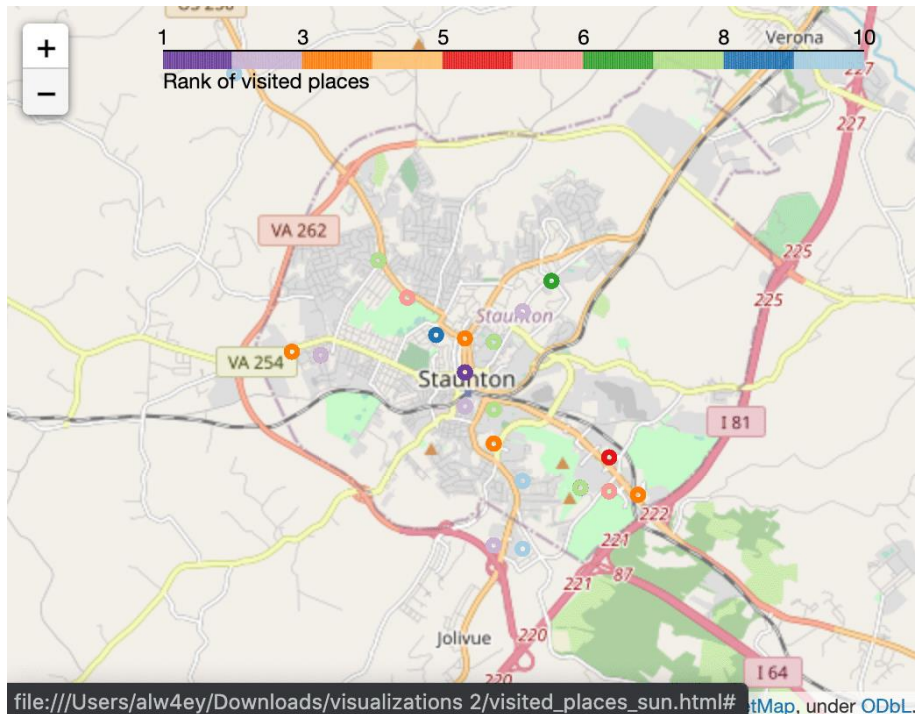 +
−
1 3 5 6 8 10
Rank of visited places
Verona
227
227
VA 262
225
225
Staunton
VA 254
Staunton
I 81
222
221
221
87
Jolivue
220
220
I 64
file:///Users/alw4ey/Downloads/visualizations 2/visited_places_sun.html#
etMap, under ODbL.